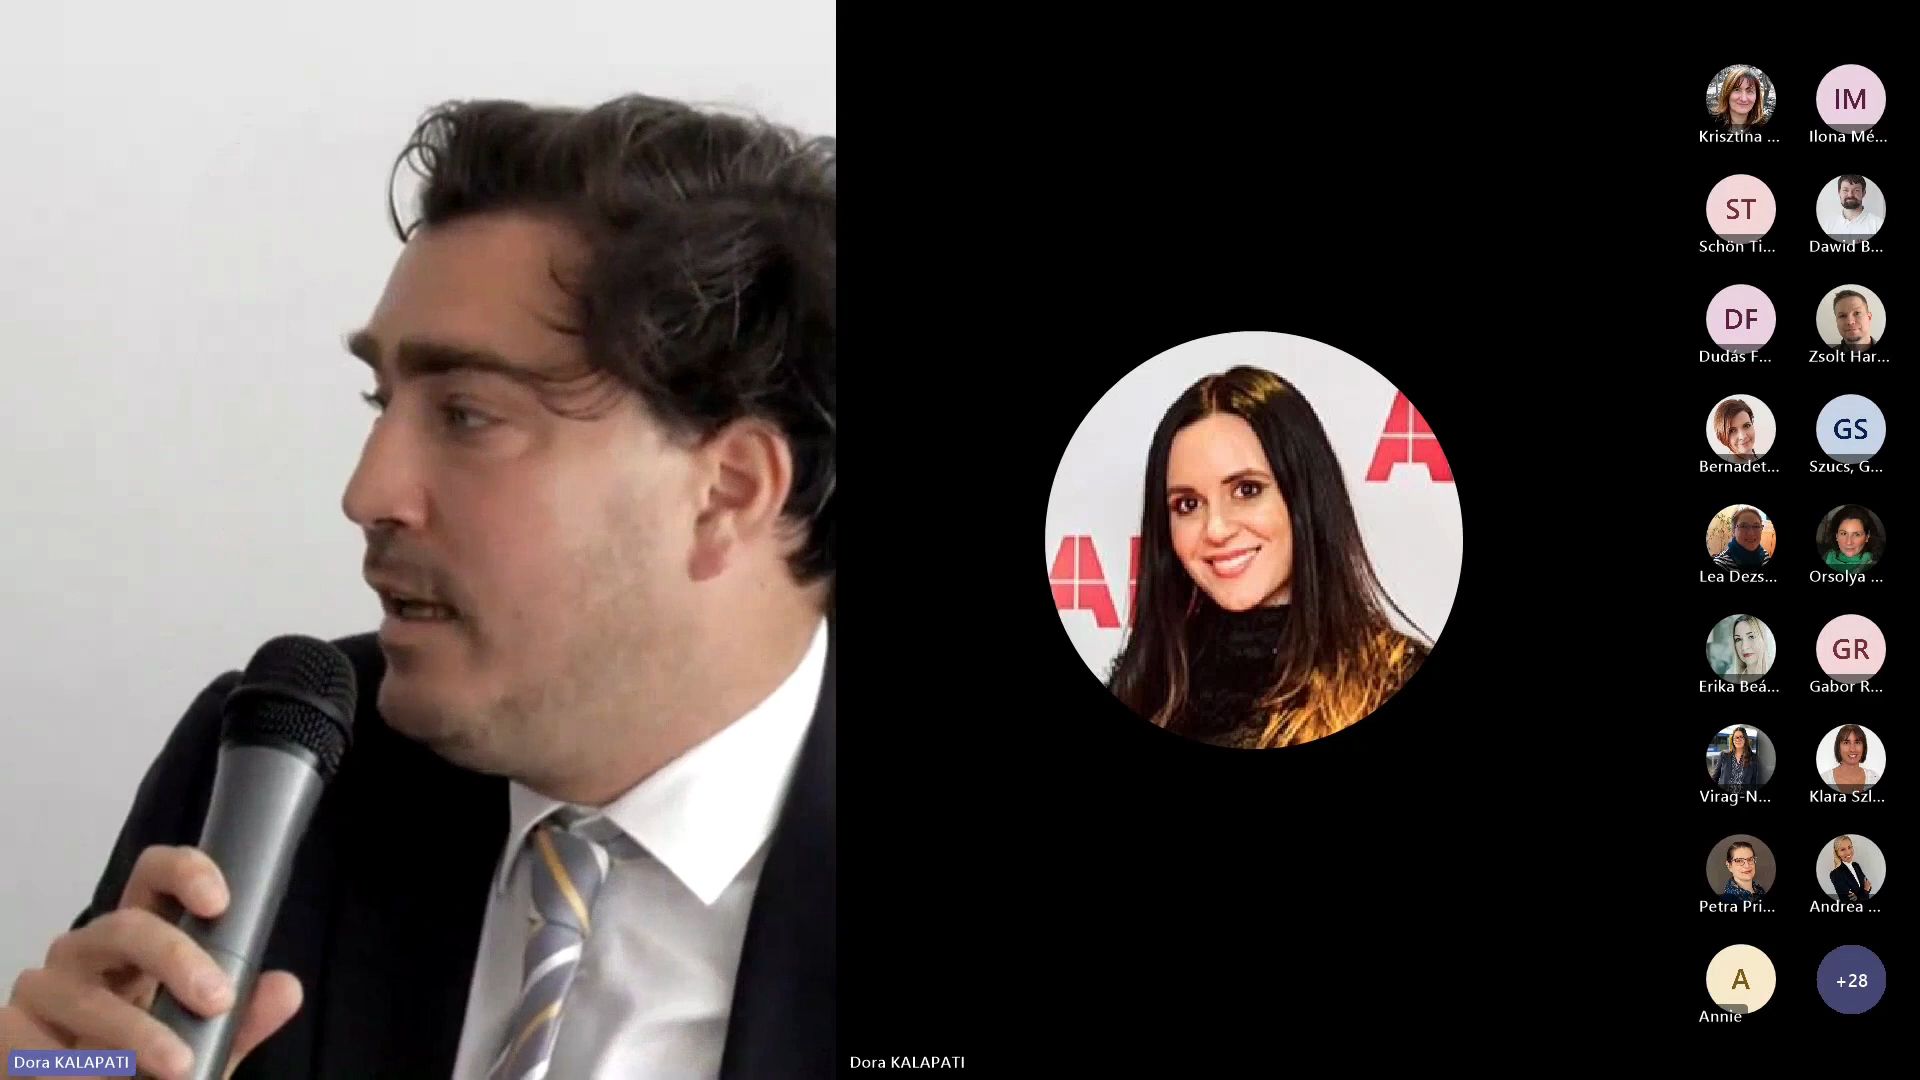 Krisztina ...
IM
Ilona Mé...
ST
Schön Ti...
Dawid B...
DF
Dudás F...
Zsolt Har...
Bernadet...
GS
Szucs, G...
Lea Dezs...
Orsolya ...
Erika Beá...
GR
Gabor R...
Virag-N...
Klara Szl...
Petra Pri...
Andrea ...
A
Annie
+28
Dora KALAPATI
Dora KALAPATI